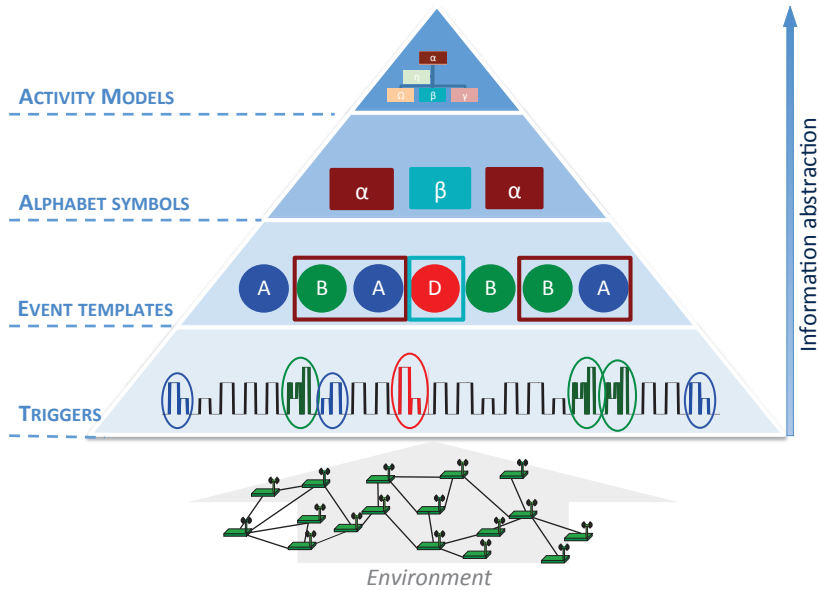 α
η
Ω β γ
ACTIVITY MODELS
α β α
ALPHABET SYMBOLS
A B A D B B A
EVENT TEMPLATES
TRIGGERS
Environment
Information abstraction